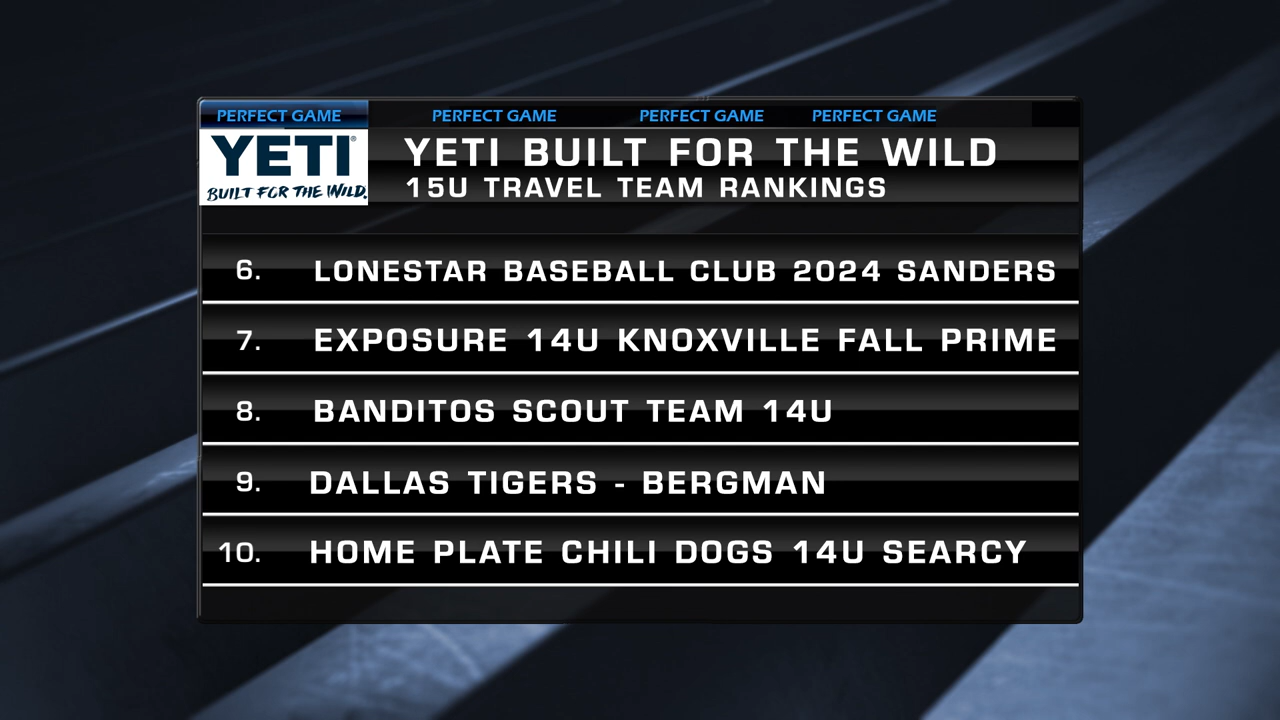 PERFECT GAME PERFECT GAME PERFECT GAME PERFECT GAME
YETI®
BUILT FOR THE WILD.
YETI BUILT FOR THE WILD
15U TRAVEL TEAM RANKINGS
6. LONESTAR BASEBALL CLUB 2024 SANDERS
7. EXPOSURE 14U KNOXVILLE FALL PRIME
8. BANDITOS SCOUT TEAM 14U
9. DALLAS TIGERS - BERGMAN
10. HOME PLATE CHILI DOGS 14U SEARCY